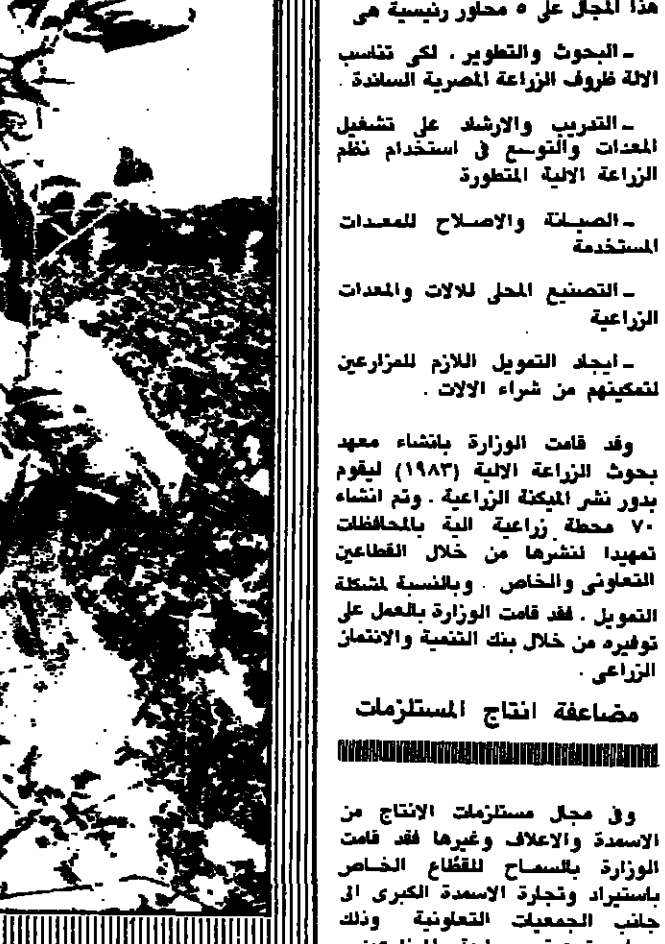 هذا المجال على ٥ محاور رئيسية هى
ـ البحوث والتطوير . لكى تناسب
الالة ظروف الزراعة المصرية السائدة .
ـ التدريب والارشاد على تشغيل
المعدات والتوسع فى استخدام نظم
الزراعة الالية المتطورة
ـ الصيانة والاصلاح للمعدات
المستخدمة
ـ التصنيع المحلى للالات والمعدات
الزراعية
ـ ايجاد التمويل اللازم للمزارعين
لتمكينهم من شراء الالات .
وقد قامت الوزارة بانشاء معهد
بحوث الزراعة الالية (١٩٨٣) ليقوم
بدور نشر الميكنة الزراعية . وتم انشاء
٧٠ محطة زراعية الية بالمحافظات
تمهيدا لنشرها من خلال القطاعين
التعاونى والخاص . وبالنسبة لمشكلة
التمويل . فقد قامت الوزارة بالعمل على
توفيره من خلال بنك التنمية والائتمان
الزراعى .
مضاعفة انتاج المستلزمات
وفى مجال مستلزمات الانتاج من
الاسمدة والاعلاف وغيرها فقد قامت
الوزارة بالسماح للقطاع الخاص
باستيراد وتجارة الاسمدة الكبرى الى
جانب الجمعيات التعاونية وذلك